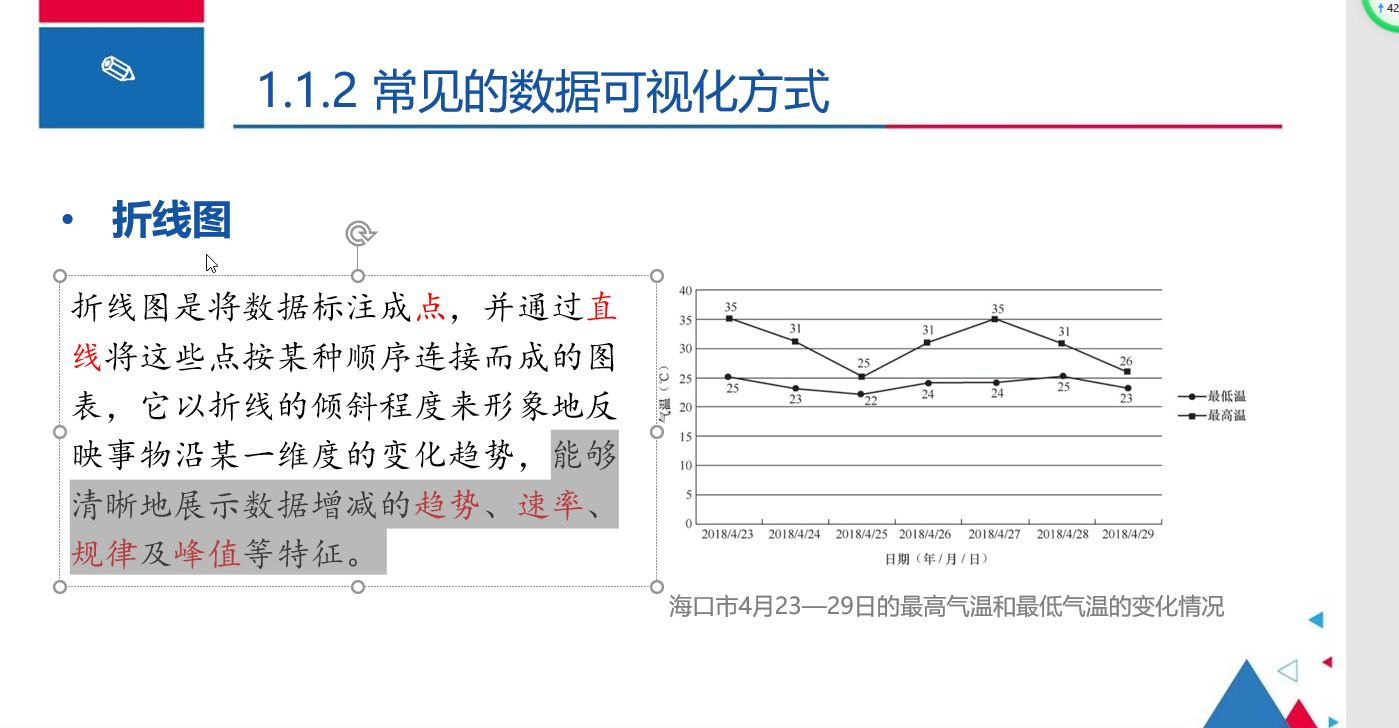 42
1.1.2 常见的数据可视化方式
• 折线图
折线图是将数据标注成点，并通过直
线将这些点按某种顺序连接而成的图
表，它以折线的倾斜程度来形象地反
映事物沿某一维度的变化趋势，能够
清晰地展示数据增减的趋势、速率、
规律及峰值等特征。
气温（℃）
40
35
30
25
20
15
10
5
0
35
31
25
31
35
31
26
25
23
22
24
24
25
23
2018/4/23 2018/4/24 2018/4/25 2018/4/26 2018/4/27 2018/4/28 2018/4/29
日期（年/月/日）
最低温
最高温
海口市4月23—29日的最高气温和最低气温的变化情况